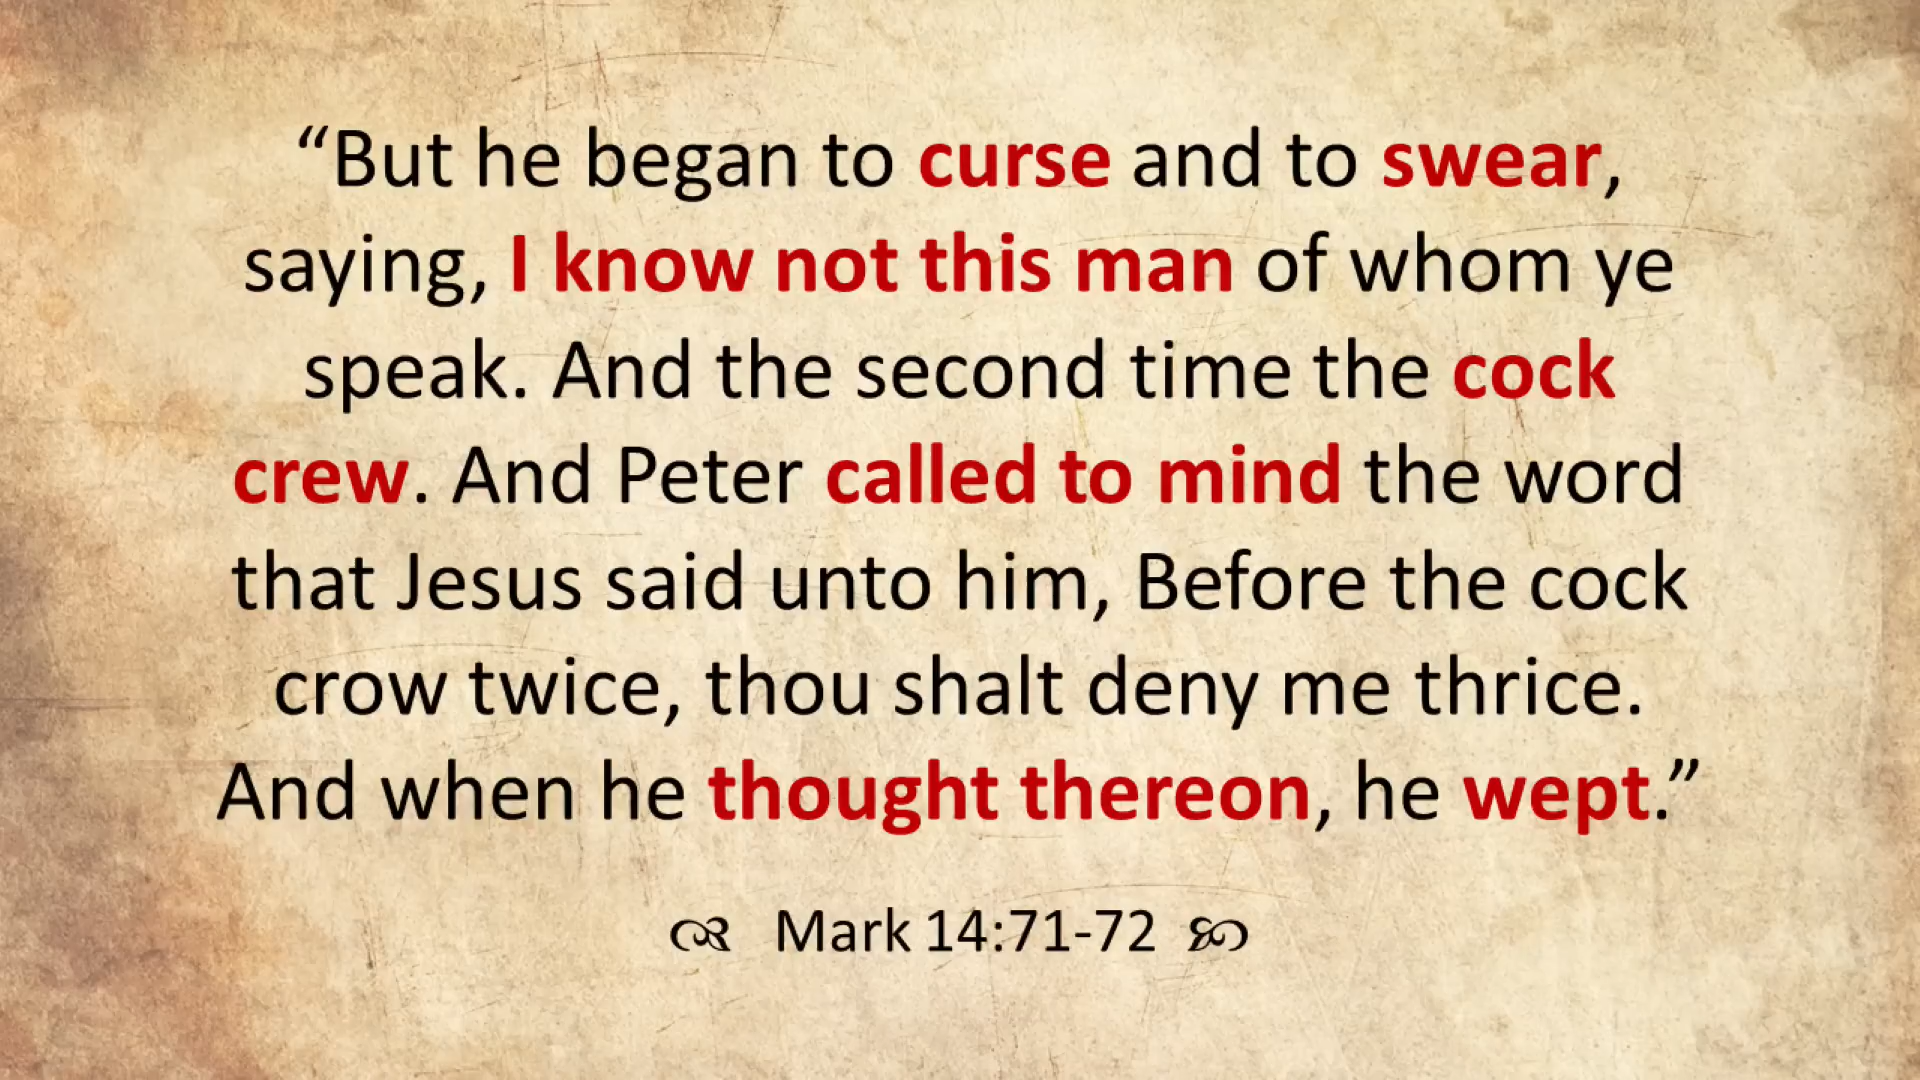 “But he began to curse and to swear,
saying, I know not this man of whom ye
speak. And the second time the cock
crew. And Peter called to mind the word
that Jesus said unto him, Before the cock
crow twice, thou shalt deny me thrice.
And when he thought thereon, he wept.”
Mark 14:71-72